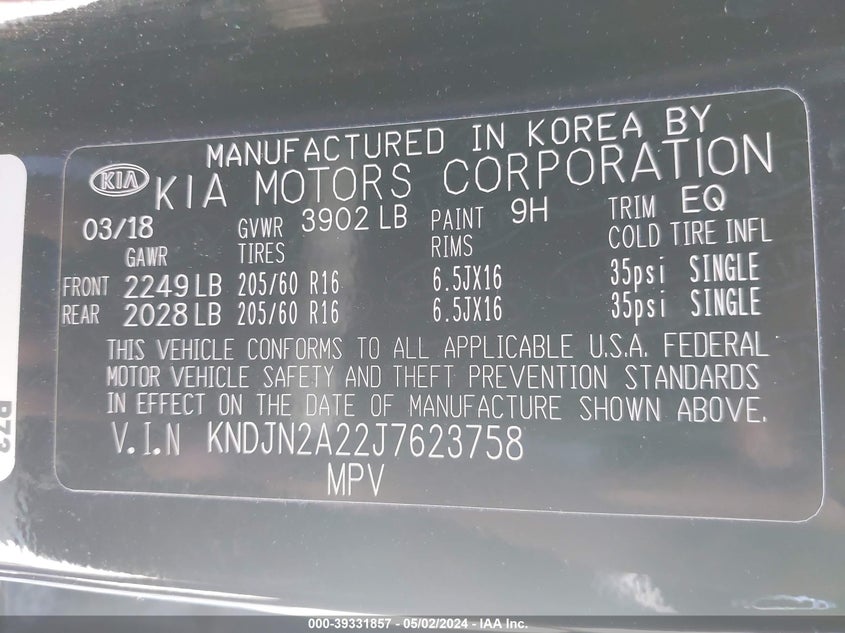 MANUFACTURED IN KOREA BY
KIA KIA MOTORS CORPORATION
03/18 GVWR 3902 LB PAINT 9H TRIM EQ
GAWR TIRES RIMS COLD TIRE INFL
FRONT 2249 LB 205/60 R16 6.5JX16 35psi SINGLE
REAR 2028 LB 205/60 R16 6.5JX16 35psi SINGLE
THIS VEHICLE CONFORMS TO ALL APPLICABLE U.S.A. FEDERAL
MOTOR VEHICLE SAFETY AND THEFT PREVENTION STANDARDS
IN EFFECT ON THE DATE OF MANUFACTURE SHOWN ABOVE.
V.I.N KNDJN2A22J7623758
MPV
000-39331857 - 05/02/2024 - IAA Inc.